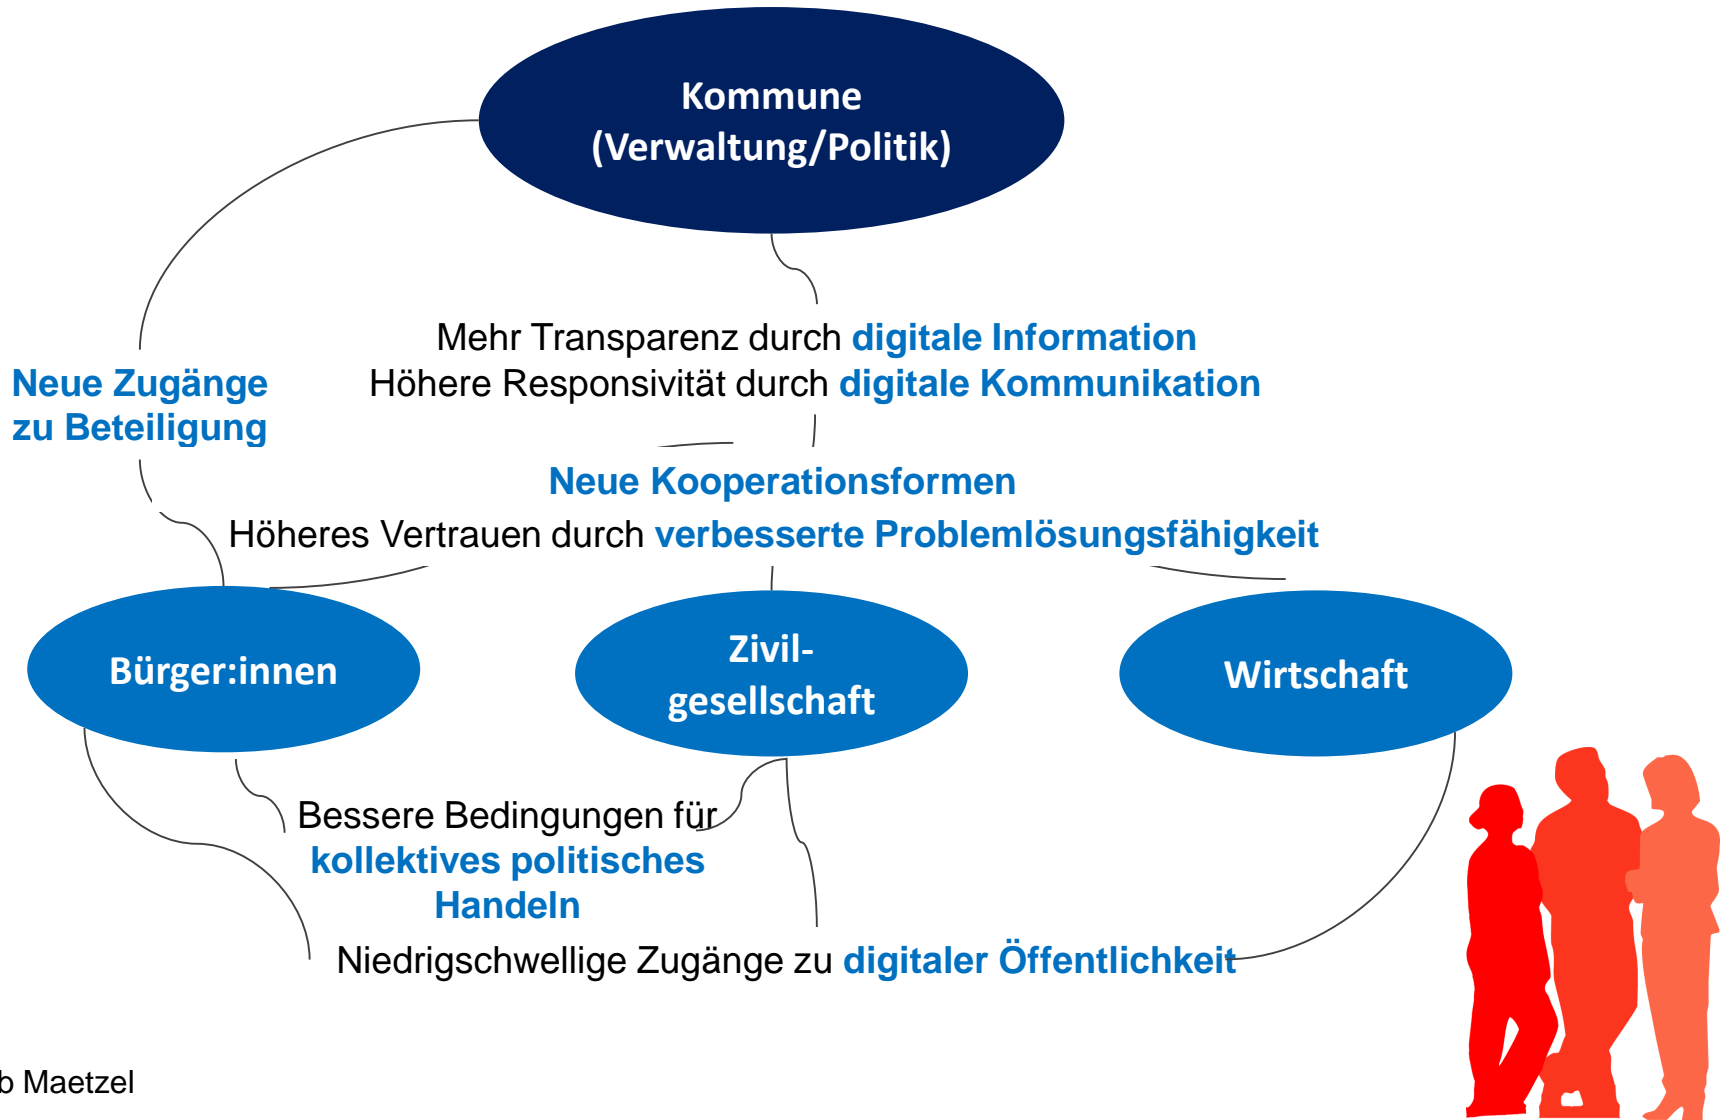 Kommune
(Verwaltung/Politik)
Mehr Transparenz durch digitale Information
Höhere Responsivität durch digitale Kommunikation
Neue Zugänge
zu Beteiligung
Neue Kooperationsformen
Höheres Vertrauen durch verbesserte Problemlösungsfähigkeit
Bürger:innen
Zivil-
gesellschaft
Wirtschaft
Bessere Bedingungen für
kollektives politisches
Handeln
Niedrigschwellige Zugänge zu digitaler Öffentlichkeit
b Maetzel